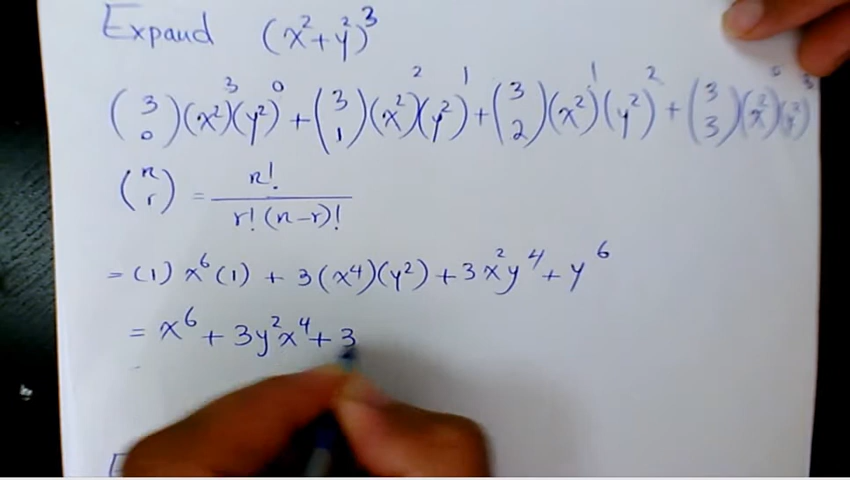 Expand (x²+y²)³
(3 0)(x²)³(y²)⁰ + (3 1)(x²)²(y²)¹ + (3 2)(x²)¹(y²)² + (3 3)(x²)⁰(y²)³
(n r) = n! / r!(n-r)!
= (1) x⁶(1) + 3(x⁴)(y²) + 3x²y⁴ + y⁶
= x⁶ + 3y²x⁴ + 3